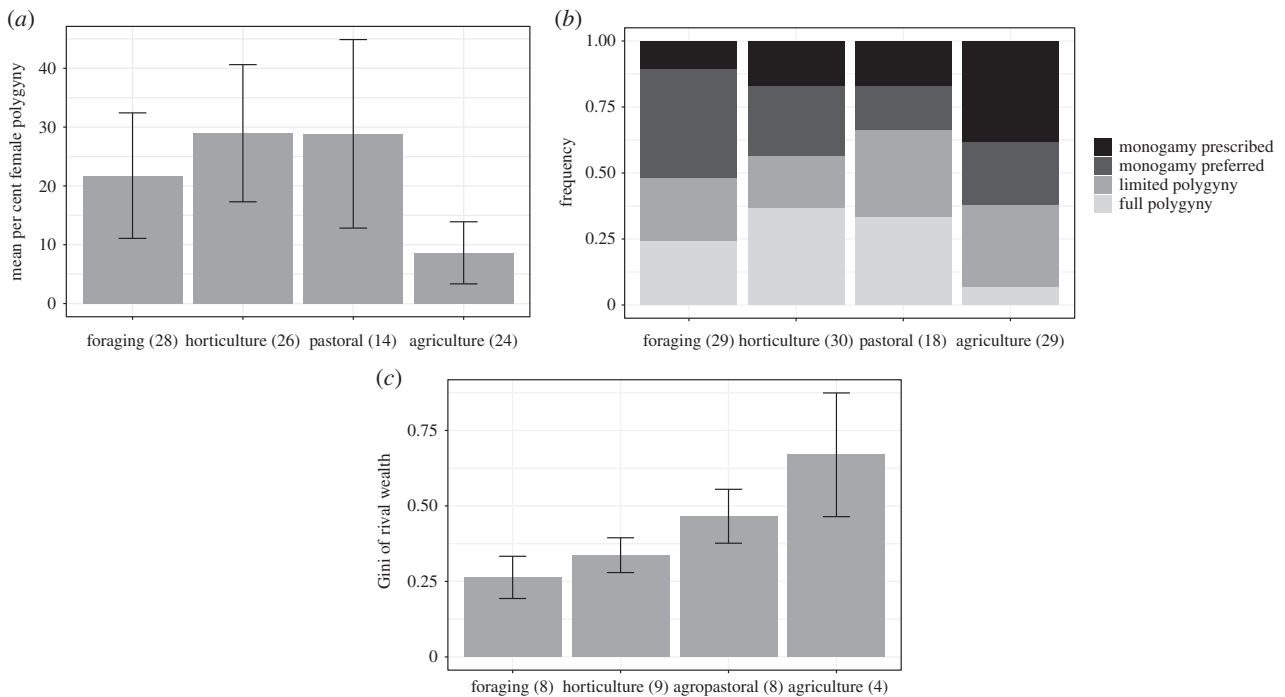 (a)
mean per cent female polygyny
40
30
20
10
0
foraging (28) horticulture (26) pastoral (14) agriculture (24)
(b)
frequency
1.00
0.75
0.50
0.25
0
foraging (29) horticulture (30) pastoral (18) agriculture (29)
monogamy prescribed
monogamy preferred
limited polygyny
full polygyny
(c)
Gini of rival wealth
0.75
0.50
0.25
0
foraging (8) horticulture (9) agropastoral (8) agriculture (4)